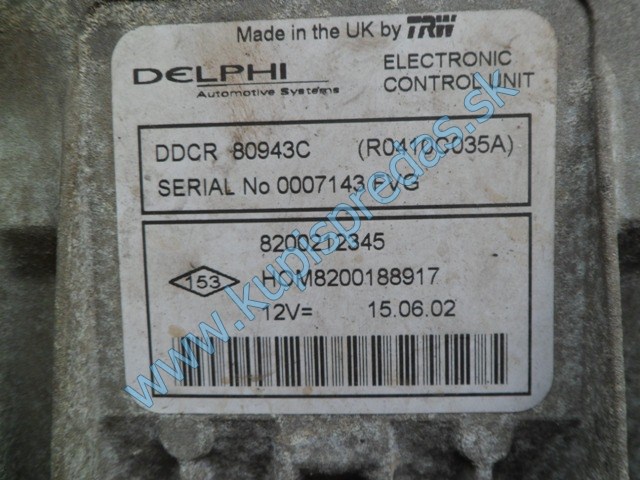 Made in the UK by TRW
DELPHI
Automotive Systems
ELECTRONIC
CONTROL UNIT
DDCR 80943C (R0410C035A)
SERIAL No 0007143 FVG
8200212345
153
HOM8200188917
12V= 15.06.02
www.kupispredas.sk